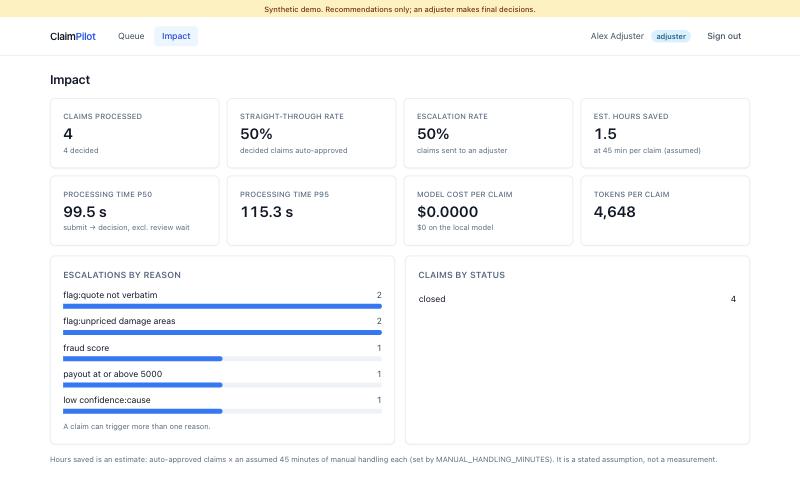 Synthetic demo. Recommendations only; an adjuster makes final decisions.
ClaimPilot Queue Impact Alex Adjuster adjuster Sign out
Impact
CLAIMS PROCESSED
4
4 decided
STRAIGHT-THROUGH RATE
50%
decided claims auto-approved
ESCALATION RATE
50%
claims sent to an adjuster
EST. HOURS SAVED
1.5
at 45 min per claim (assumed)
PROCESSING TIME P50
99.5 s
submit → decision, excl. review wait
PROCESSING TIME P95
115.3 s
MODEL COST PER CLAIM
$0.0000
$0 on the local model
TOKENS PER CLAIM
4,648
ESCALATIONS BY REASON
flag:quote not verbatim 2
flag:unpriced damage areas 2
fraud score 1
payout at or above 5000 1
low confidence:cause 1
A claim can trigger more than one reason.
CLAIMS BY STATUS
closed 4
Hours saved is an estimate: auto-approved claims × an assumed 45 minutes of manual handling each (set by MANUAL_HANDLING_MINUTES). It is a stated assumption, not a measurement.